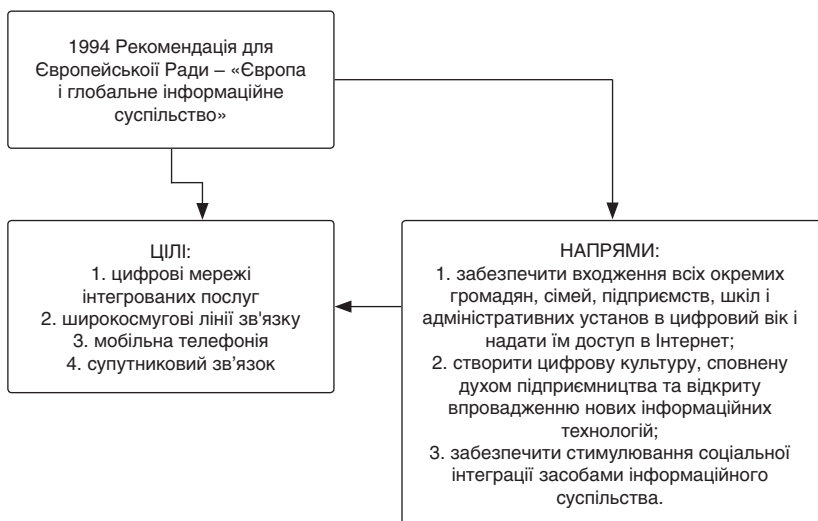 1994 Рекомендація для
Європейськоїї Ради – «Європа
і глобальне інформаційне
суспільство»
ЦІЛІ:
1. цифрові мережі
інтегрованих послуг
2. широкосмугові лінії зв'язку
3. мобільна телефонія
4. супутниковий зв’язок
НАПРЯМИ:
1. забезпечити входження всіх окремих
громадян, сімей, підприємств, шкіл і
адміністративних установ в цифровий вік і
надати їм доступ в Інтернет;
2. створити цифрову культуру, сповнену
духом підприємництва та відкриту
впровадженню нових інформаційних
технологій;
3. забезпечити стимулювання соціальної
інтеграції засобами інформаційного
суспільства.